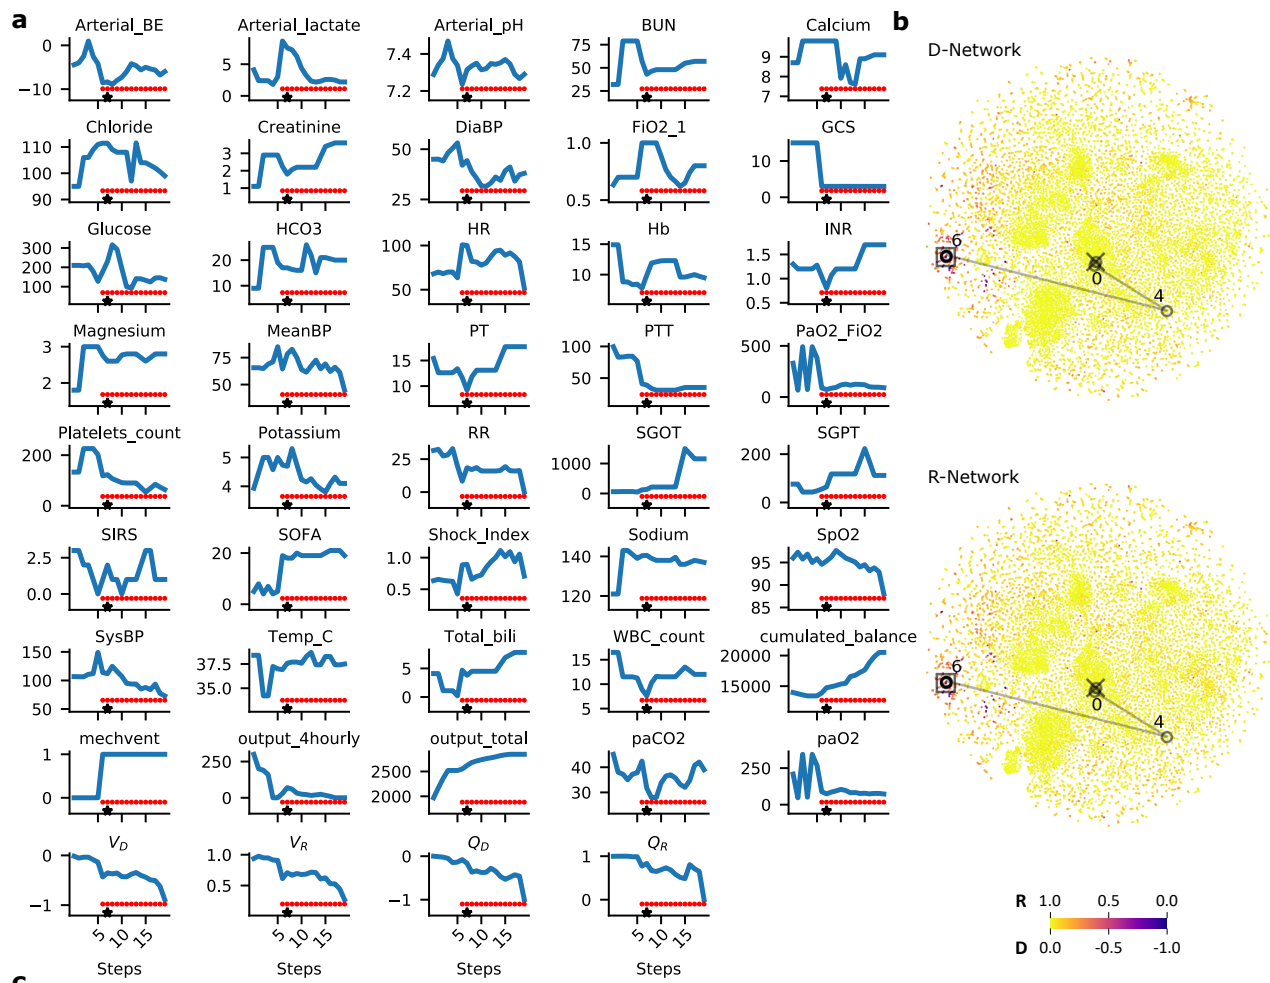 a
b
Arterial_BE Arterial_lactate Arterial_pH BUN Calcium
0 −10
5 0
7.4 7.2
75 50 25
9 8 7
Chloride Creatinine DiaBP FiO2_1 GCS
110 100 90
3 2 1
50 25
1.0 0.5
10 0
Glucose HCO3 HR Hb INR
300 200 100
20 10
100 50
15 10
1.5 1.0 0.5
Magnesium MeanBP PT PTT PaO2_FiO2
3 2
75 50
15 10
100 50
500 0
Platelets_count Potassium RR SGOT SGPT
200 0
5 4
25 0
1000 0
200 100 0
SIRS SOFA Shock_Index Sodium SpO2
2.5 0.0
20 0
1.0 0.5
140 120
95 90 85
SysBP Temp_C Total_bili WBC_count cumulated_balance
150 100 50
37.5 35.0
5 0
15 10 5
20000 15000
mechvent output_4hourly output_total paCO2 paO2
1 0
250 0
2500 2000
40 30
250 0
V_D V_R Q_D Q_R
0 −1
1.0 0.5
0 −1
1 0
5 10 15
5 10 15
5 10 15
5 10 15
Steps Steps Steps Steps
D-Network
6
0
4
R-Network
6
0
4
R 1.0 0.5 0.0
D 0.0 -0.5 -1.0